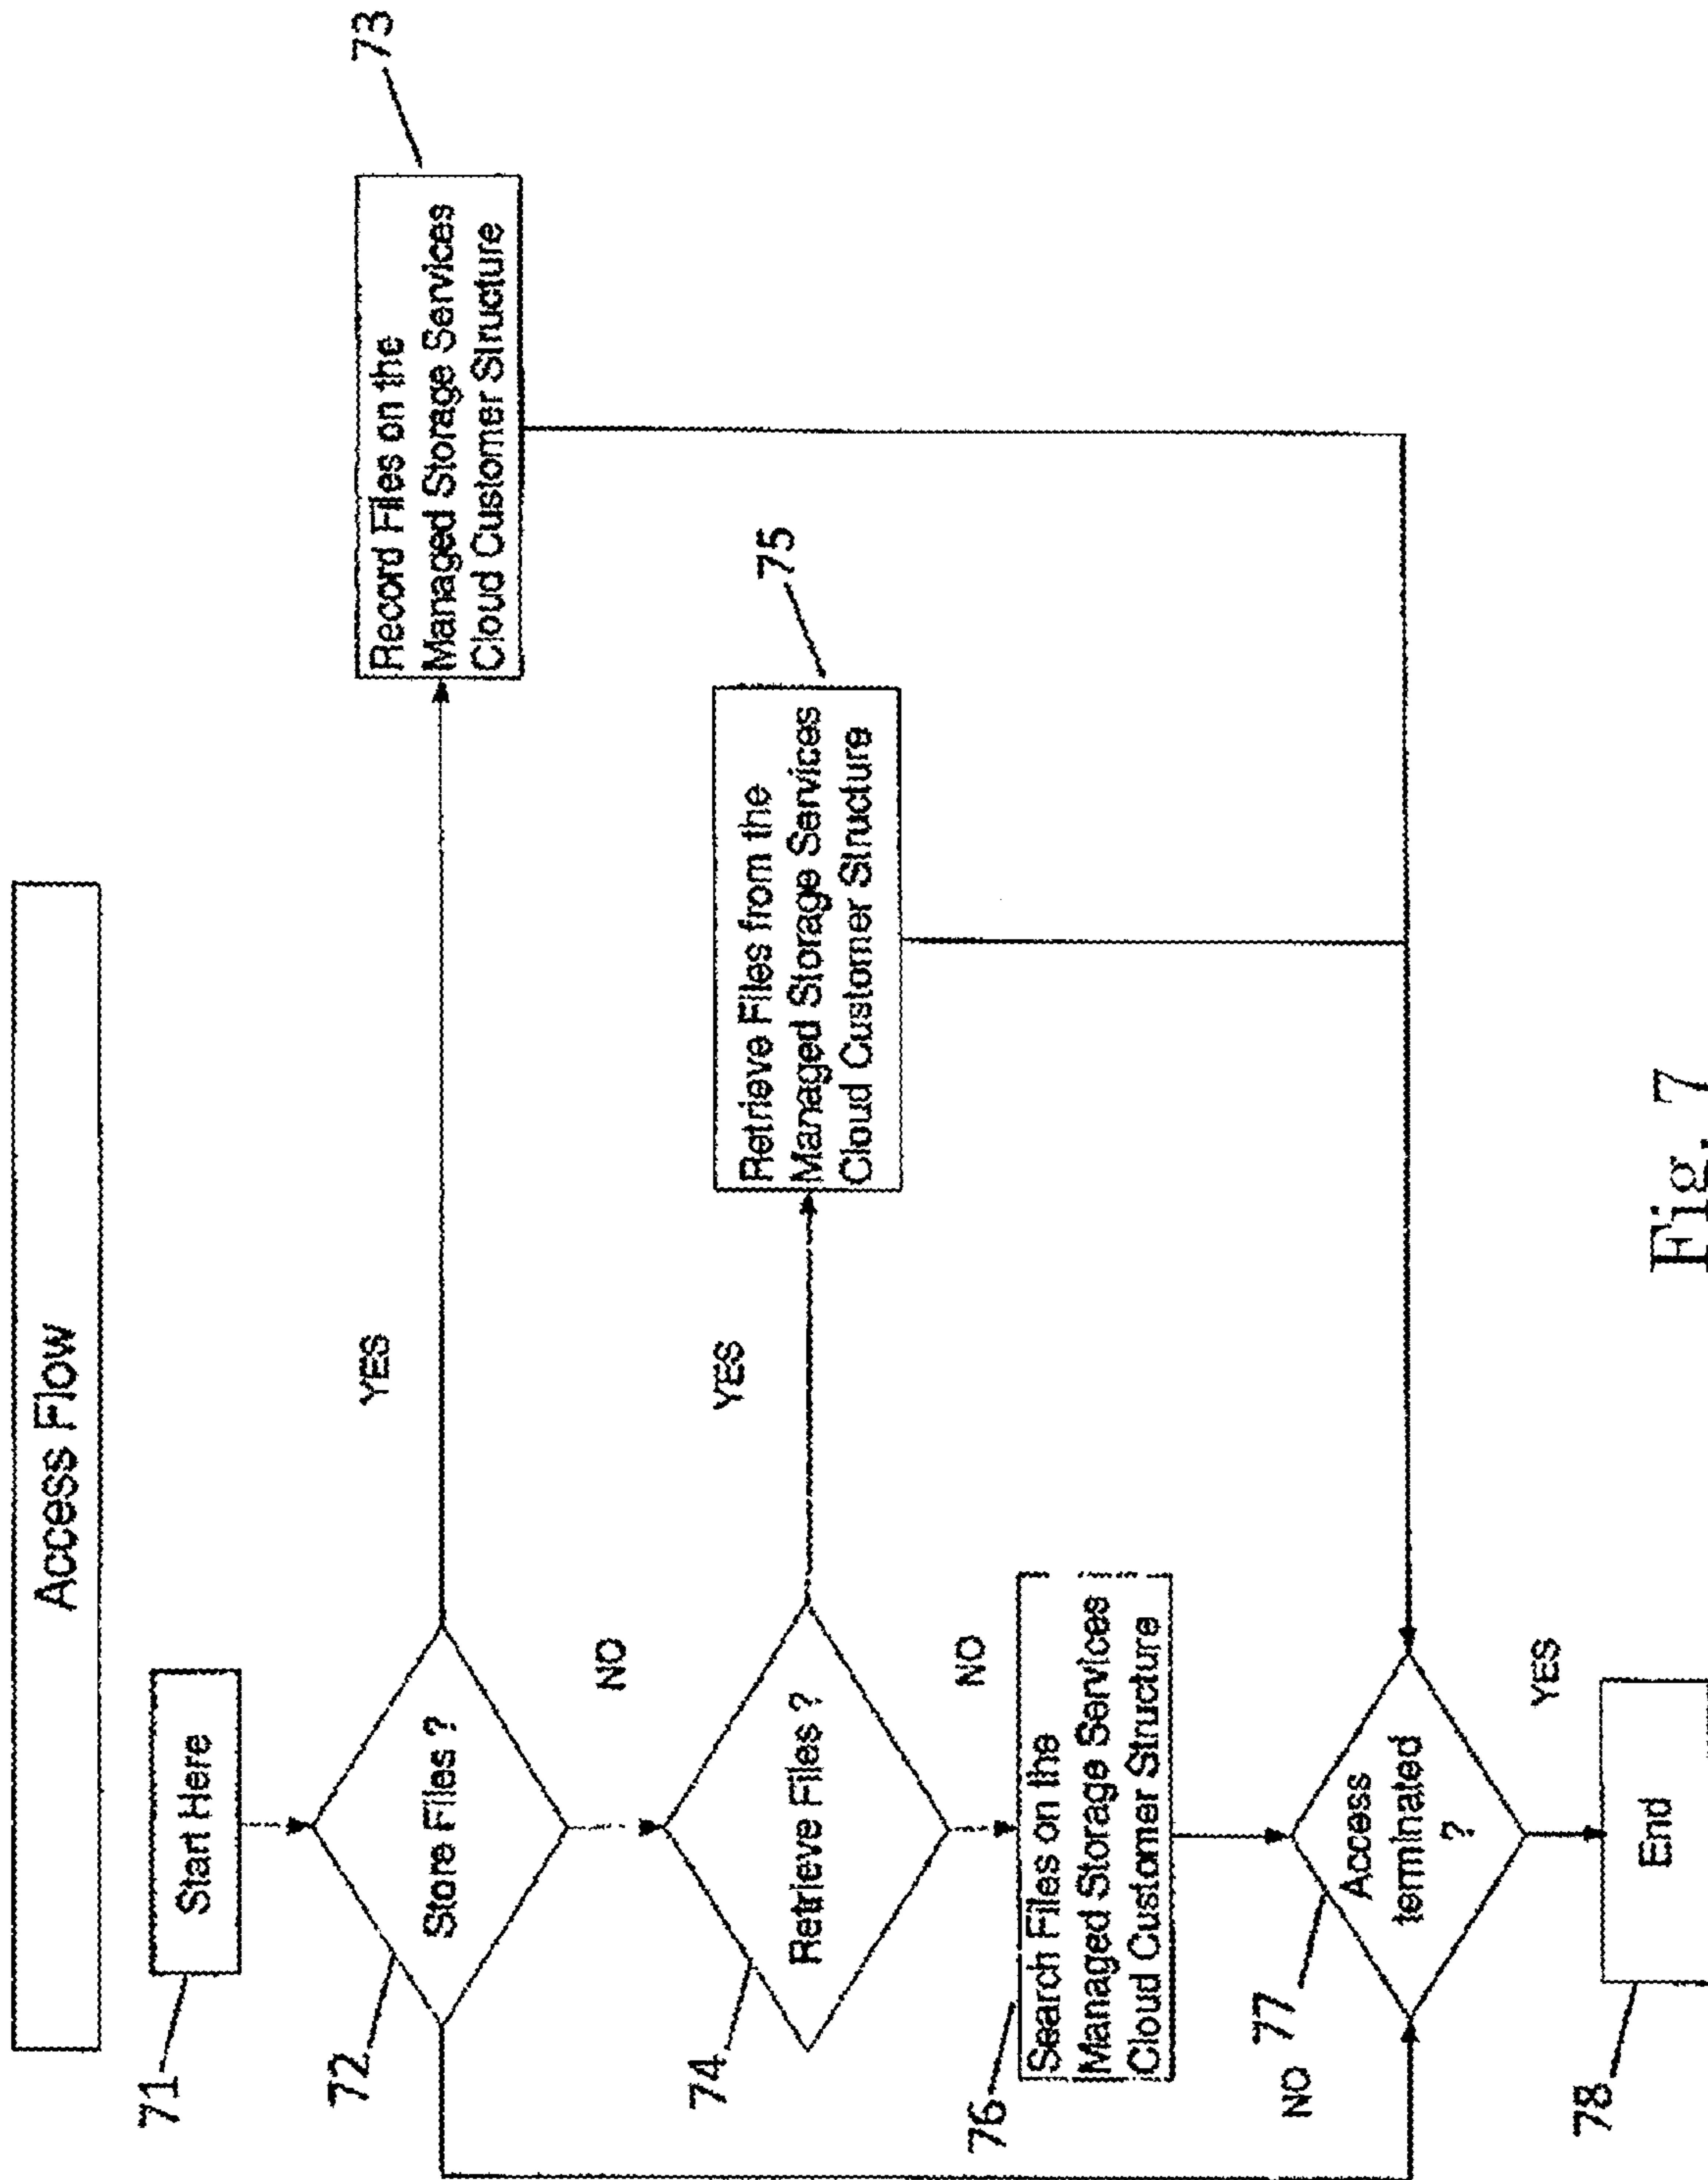 Access Flow
71
Start Here
72
Store Files ?
YES
73
Record Files on the
Managed Storage Services
Cloud Customer Structure
NO
74
Retrieve Files ?
YES
75
Retrieve Files from the
Managed Storage Services
Cloud Customer Structure
NO
76
Search Files on the
Managed Storage Services
Cloud Customer Structure
NO
77
Access
terminated
?
YES
78
End
Fig. 7